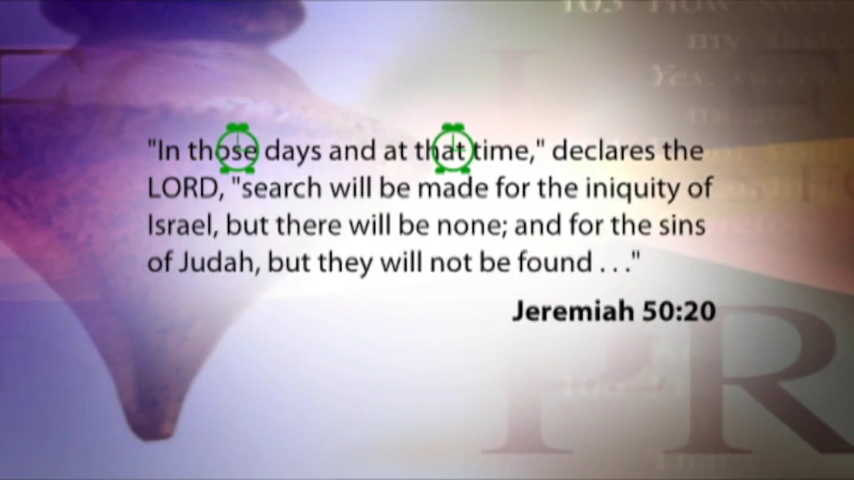 "In those days and at that time," declares the
LORD, "search will be made for the iniquity of
Israel, but there will be none; and for the sins
of Judah, but they will not be found . . ."
Jeremiah 50:20